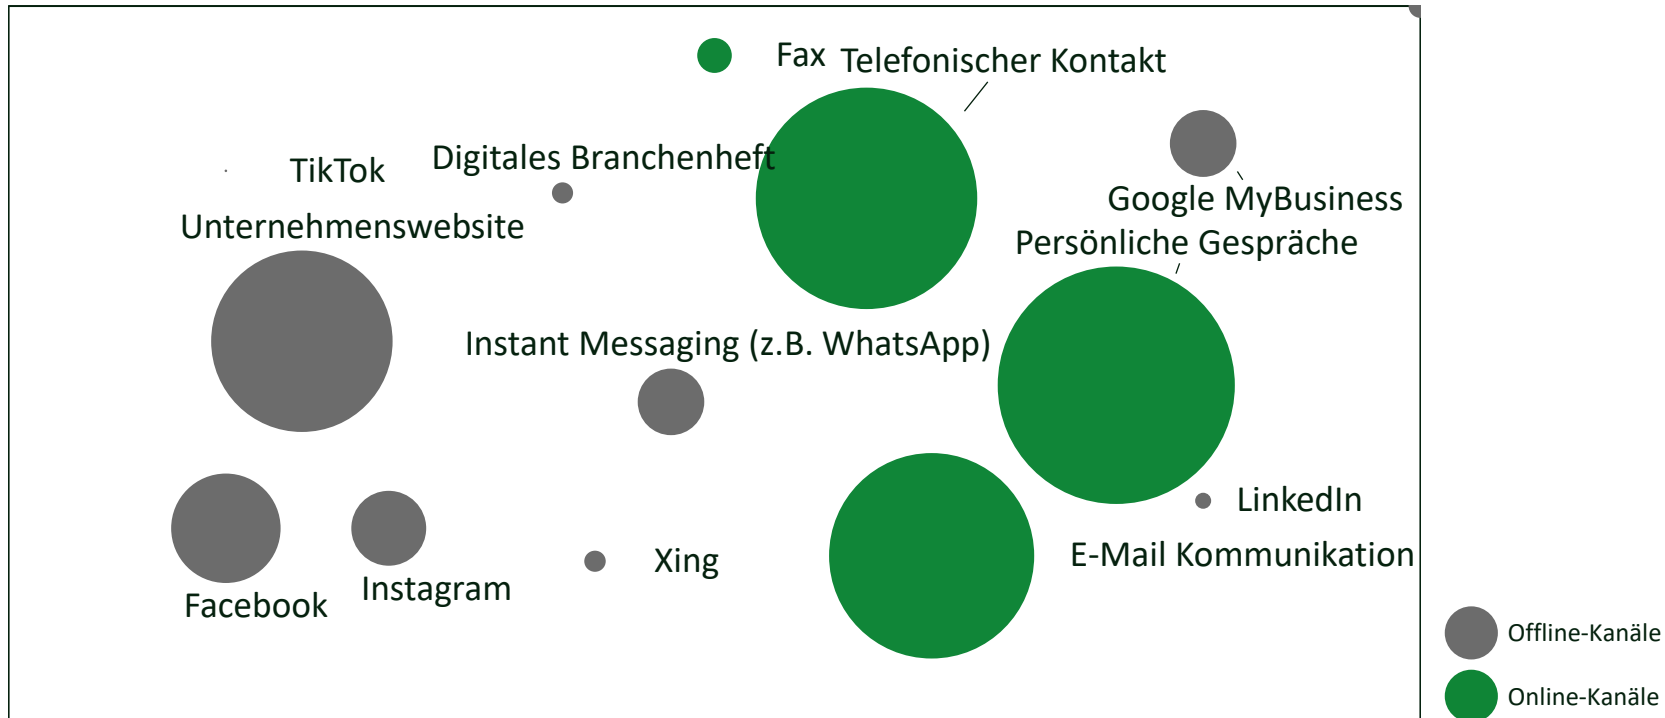 Fax
Telefonischer Kontakt
Digitales Branchenheft
TikTok
Google MyBusiness
Unternehmenswebsite
Persönliche Gespräche
Instant Messaging (z.B. WhatsApp)
LinkedIn
E-Mail Kommunikation
Xing
Instagram
Facebook
Offline-Kanäle
Online-Kanäle